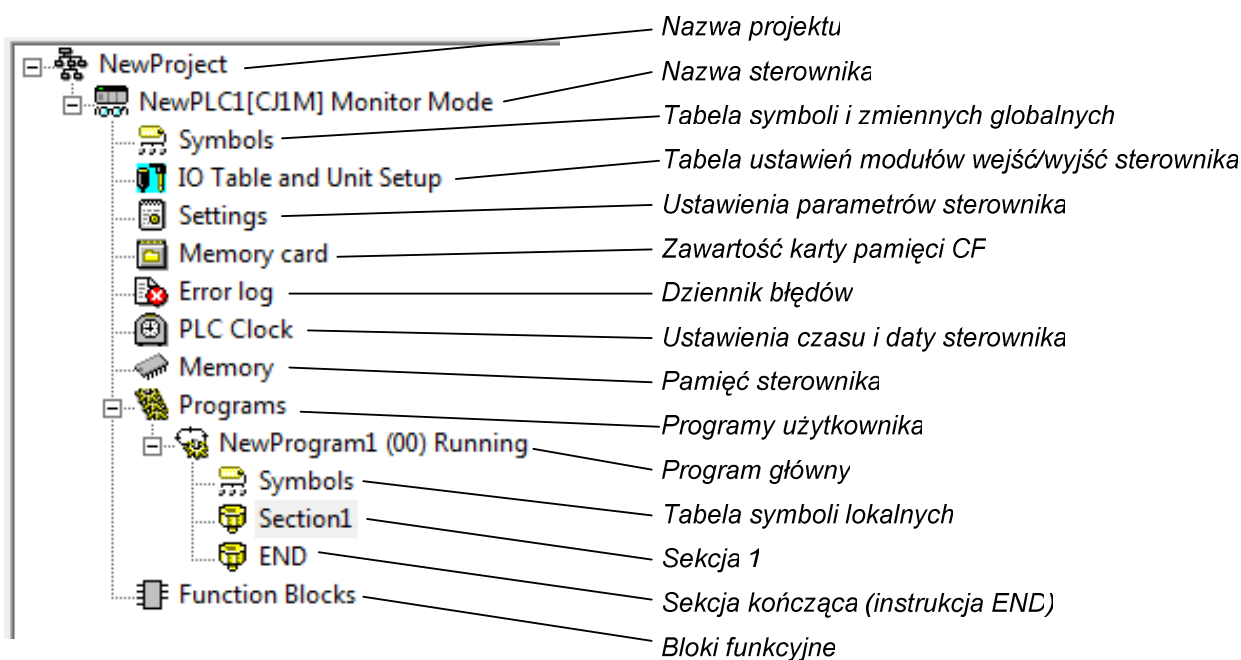 Nazwa projektu
NewProject
Nazwa sterownika
NewPLC1[CJ1M] Monitor Mode
Tabela symboli i zmiennych globalnych
Symbols
Tabela ustawień modułów wejść/wyjść sterownika
IO Table and Unit Setup
Ustawienia parametrów sterownika
Settings
Zawartość karty pamięci CF
Memory card
Dziennik błędów
Error log
Ustawienia czasu i daty sterownika
PLC Clock
Pamięć sterownika
Memory
Programy użytkownika
Programs
Program główny
NewProgram1 (00) Running
Tabela symboli lokalnych
Symbols
Sekcja 1
Section1
Sekcja kończąca (instrukcja END)
END
Bloki funkcyjne
Function Blocks